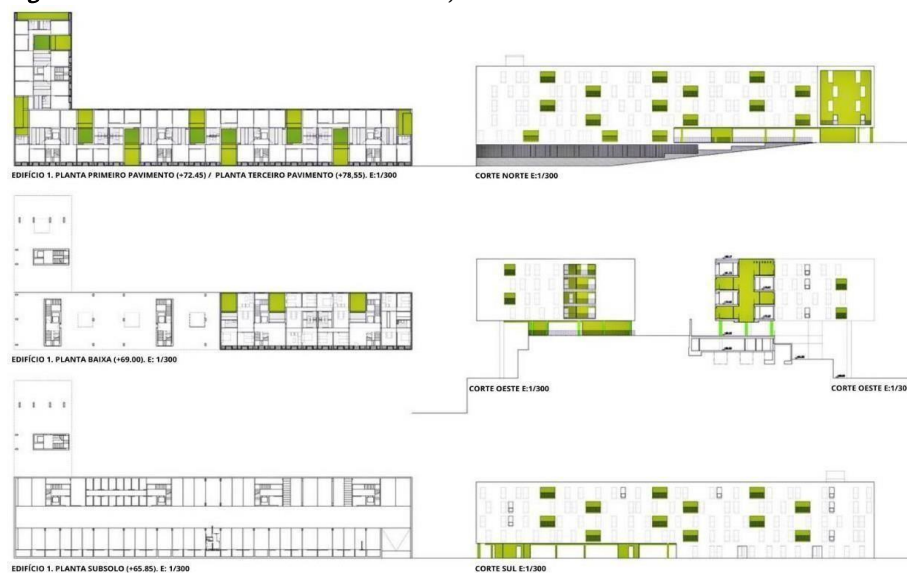 EDIFÍCIO 1. PLANTA PRIMEIRO PAVIMENTO (+72.45) / PLANTA TERCEIRO PAVIMENTO (+78,55). E:1/300
CORTE NORTE E:1/300
EDIFÍCIO 1. PLANTA BAIXA (+69.00). E: 1/300
CORTE OESTE E:1/300
CORTE OESTE E:1/30
EDIFÍCIO 1. PLANTA SUBSOLO (+65.85). E: 1/300
CORTE SUL E:1/300